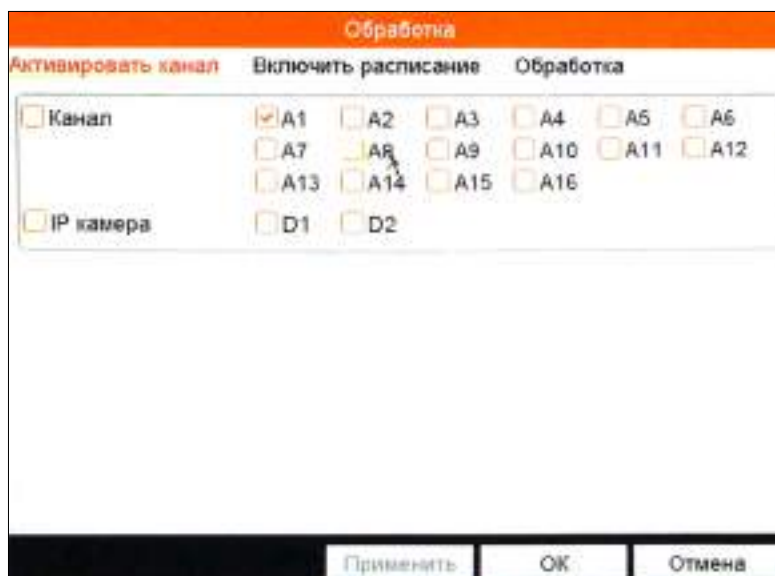 Обработка
Активировать канал Включить расписание Обработка
Канал A1 A2 A3 A4 A5 A6
A7 A8 A9 A10 A11 A12
A13 A14 A15 A16
IP камера D1 D2
Применить OK Отмена